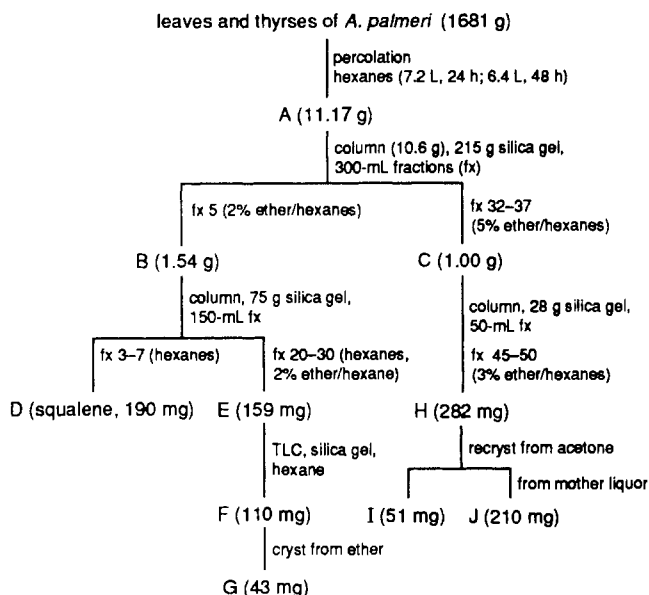 leaves and thyrses of A. palmeri (1681 g)
percolation
hexanes (7.2 L, 24 h; 6.4 L, 48 h)
A (11.17 g)
column (10.6 g), 215 g silica gel,
300-mL fractions (fx)
fx 5 (2% ether/hexanes)
fx 32–37
(5% ether/hexanes)
B (1.54 g)
C (1.00 g)
column, 75 g silica gel,
150-mL fx
column, 28 g silica gel,
50-mL fx
fx 3–7 (hexanes)
fx 20–30 (hexanes,
2% ether/hexane)
fx 45–50
(3% ether/hexanes)
D (squalene, 190 mg)
E (159 mg)
H (282 mg)
TLC, silica gel,
hexane
recryst from acetone
from mother liquor
F (110 mg)
I (51 mg)
J (210 mg)
cryst from ether
G (43 mg)